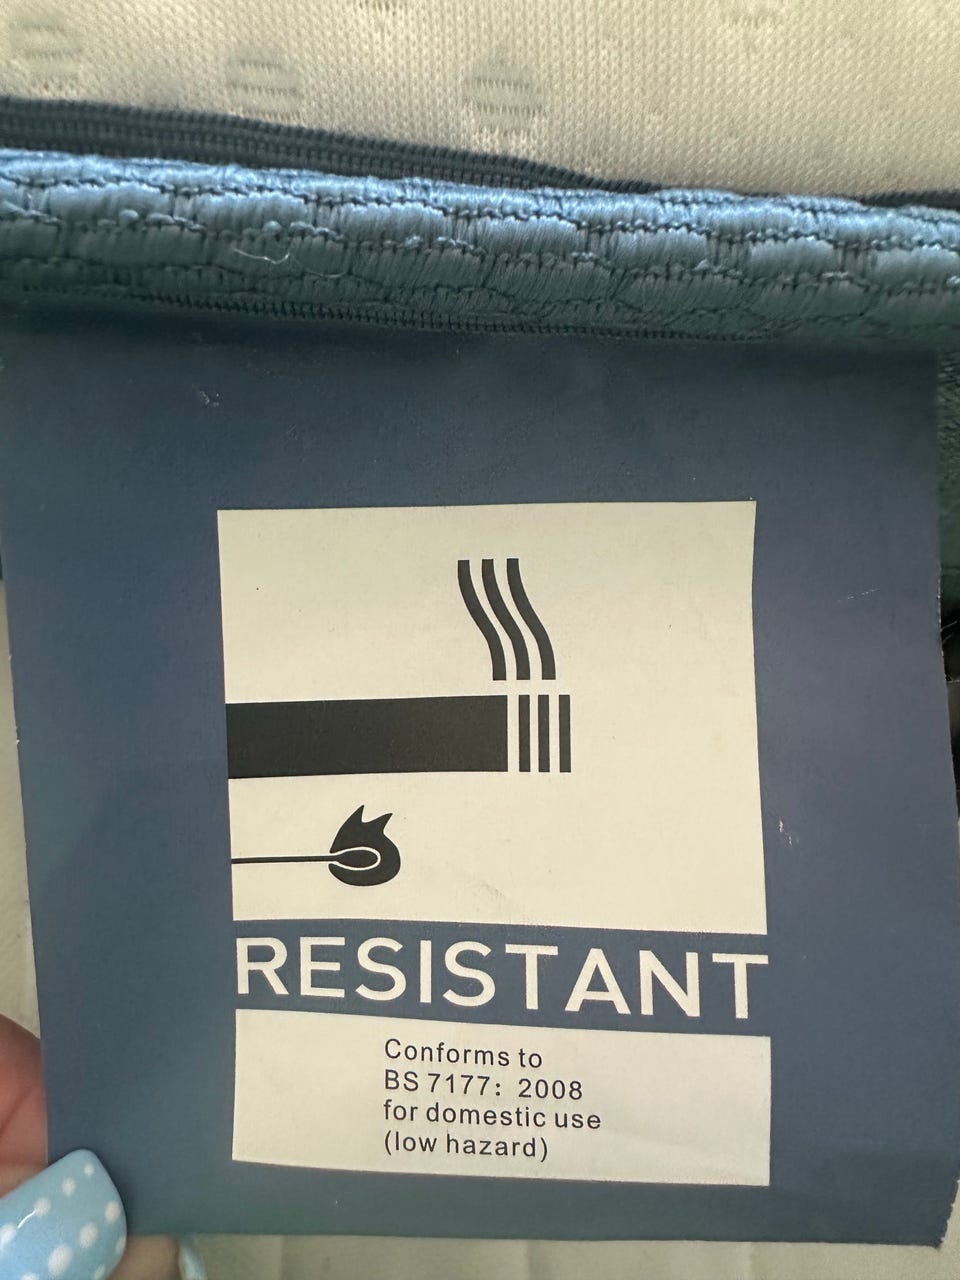 RESISTANT
Conforms to
BS 7177: 2008
for domestic use
(low hazard)